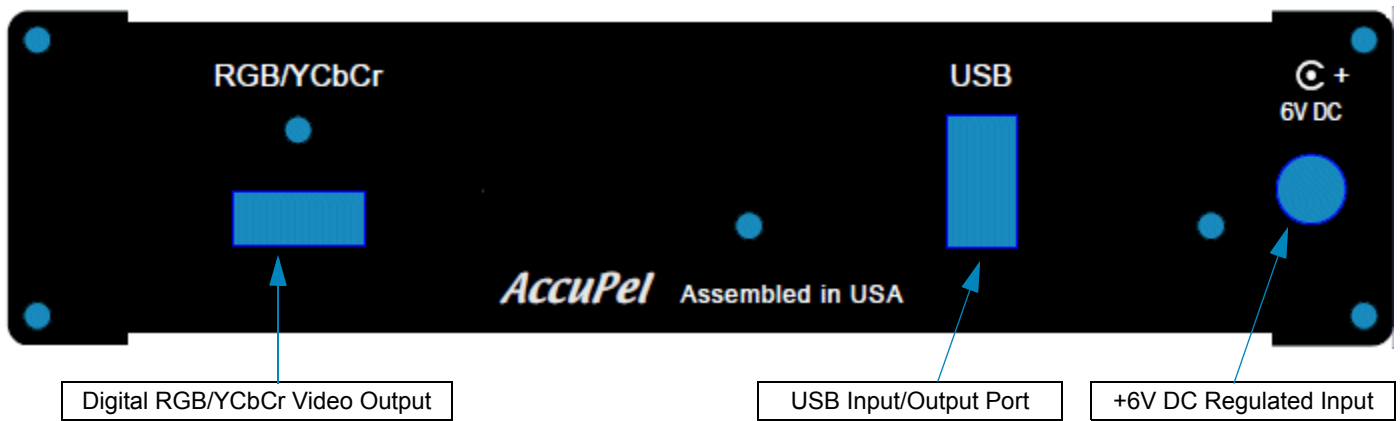 RGB/YCbCr
USB
+
6V DC
AccuPel Assembled in USA
Digital RGB/YCbCr Video Output
USB Input/Output Port
+6V DC Regulated Input